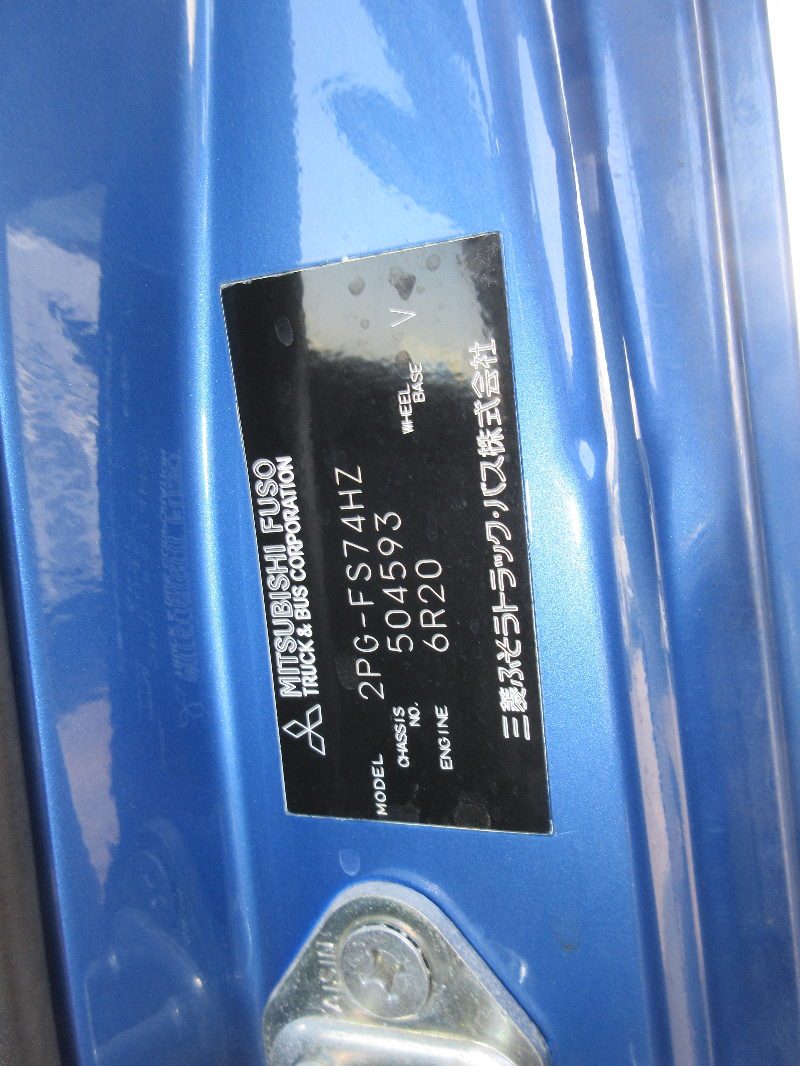 MITSUBISHI FUSO
TRUCK & BUS CORPORATION
MODEL 2PG-FS74HZ
CHASSIS NO. 504593
ENGINE 6R20
WHEEL BASE V
三菱ふそうトラック・バス株式会社
AISIN